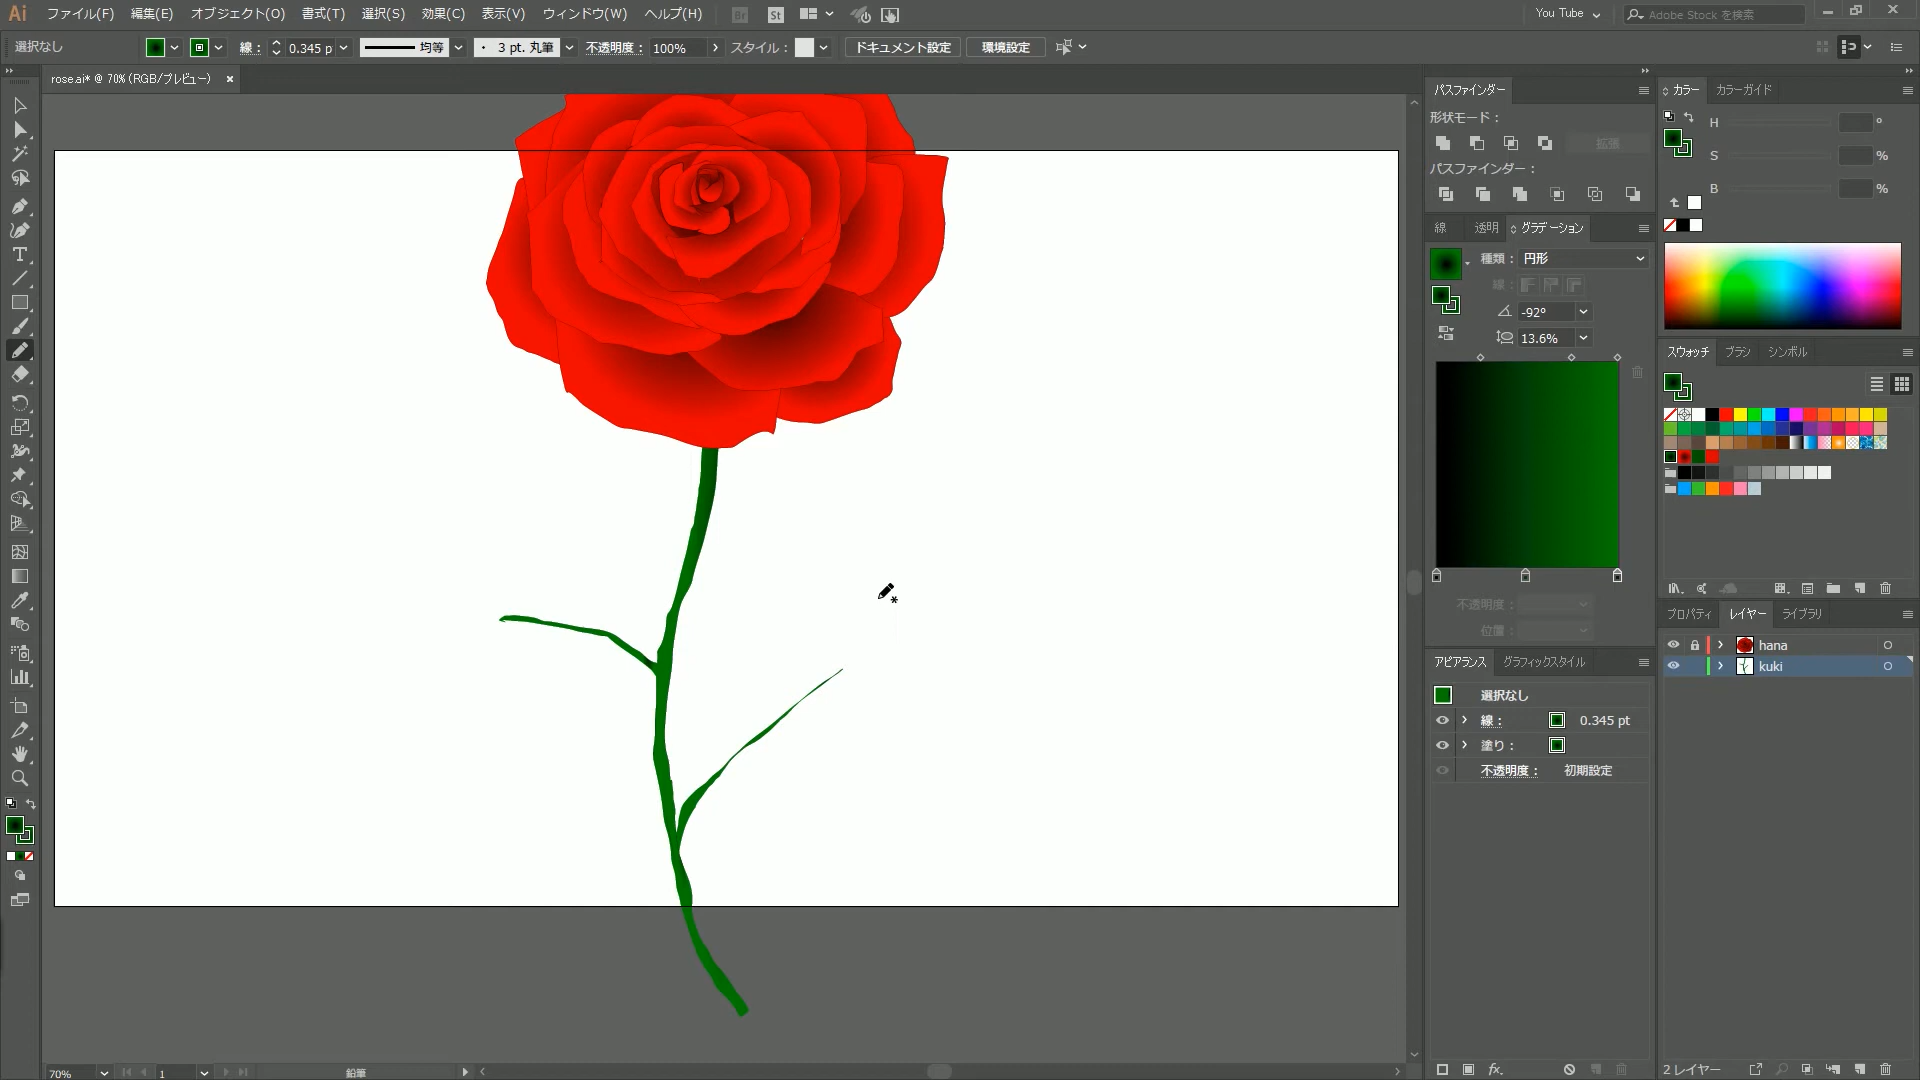 Ai ファイル(F) 編集(E) オブジェクト(O) 書式(T) 選択(S) 効果(C) 表示(V) ウィンドウ(W) ヘルプ(H) Br St You Tube Adobe Stock を検索
選択なし 線： 0.345 p 均等 3 pt. 丸筆 不透明度： 100% スタイル： ドキュメント設定 環境設定
rose.ai* @ 70% (RGB/プレビュー) ×
パスファインダー
形状モード：
拡張
パスファインダー：
線 透明 グラデーション
種類： 円形
線：
-92°
13.6%
不透明度：
位置：
アピアランス グラフィックスタイル
選択なし
線： 0.345 pt
塗り：
不透明度： 初期設定
fx.
カラー カラーガイド
H °
S %
B %
スウォッチ ブラシ シンボル
プロパティ レイヤー ライブラリ
hana
kuki
2 レイヤー
70% 1 鉛筆